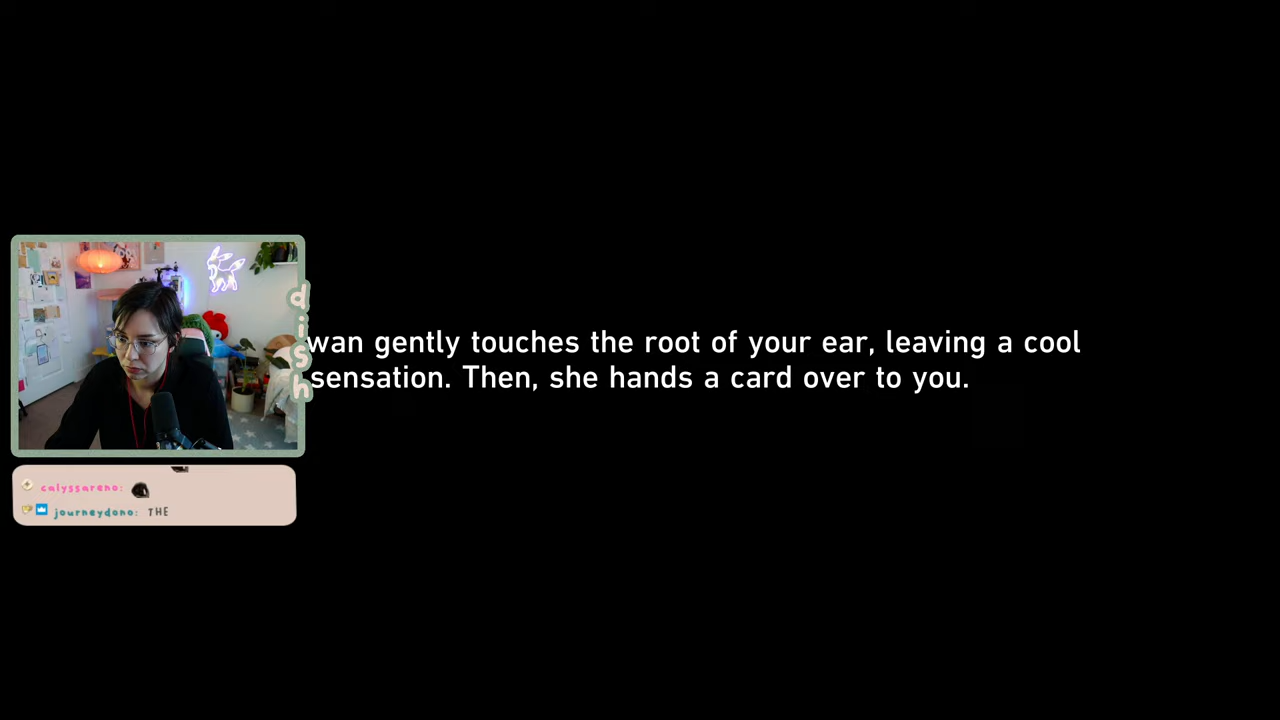 wan gently touches the root of your ear, leaving a cool
sensation. Then, she hands a card over to you.
dish
calyssareno:
journeydono: THE